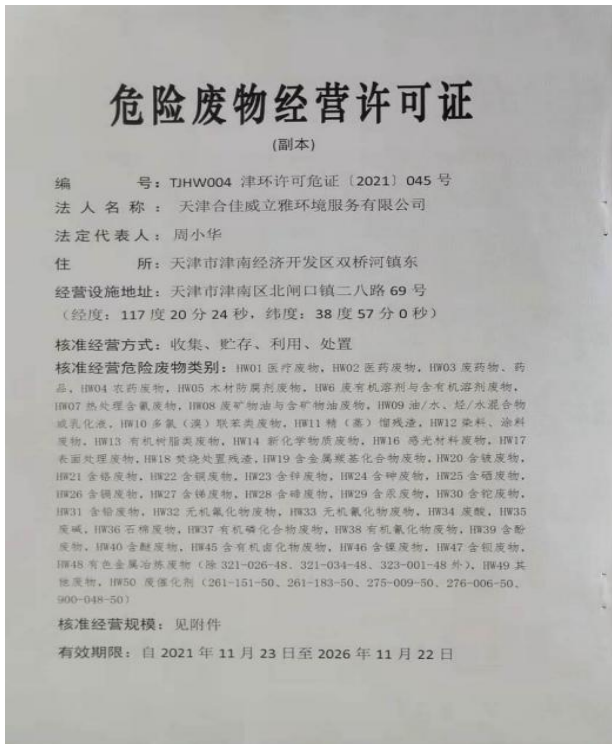 危险废物经营许可证
(副本)
编 号：TJHW004 津环许可危证〔2021〕045 号
法人名称：天津合佳威立雅环境服务有限公司
法定代表人：周小华
住 所：天津市津南经济开发区双桥河镇东
经营设施地址：天津市津南区北闸口镇二八路 69 号
（经度：117 度 20 分 24 秒，纬度：38 度 57 分 0 秒）
核准经营方式：收集、贮存、利用、处置
核准经营危险废物类别：HW01 医疗废物，HW02 医药废物，HW03 废药物、药
品，HW04 农药废物，HW05 木材防腐剂废物，HW6 废有机溶剂与含有机溶剂废物，
HW07 热处理含氰废物，HW08 废矿物油与含矿物油废物，HW09 油/水、烃/水混合物
或乳化液，HW10 多氯（溴）联苯类废物，HW11 精（蒸）馏残渣，HW12 染料、涂料
废物，HW13 有机树脂类废物，HW14 新化学物质废物，HW16 感光材料废物，HW17
表面处理废物，HW18 焚烧处置残渣，HW19 含金属羰基化合物废物，HW20 含铍废物，
HW21 含铬废物，HW22 含铜废物，HW23 含锌废物，HW24 含砷废物，HW25 含硒废物，
HW26 含镉废物，HW27 含锑废物，HW28 含碲废物，HW29 含汞废物，HW30 含铊废物，
HW31 含铅废物，HW32 无机氟化物废物，HW33 无机氰化物废物，HW34 废酸，HW35
废碱，HW36 石棉废物，HW37 有机磷化合物废物，HW38 有机氰化物废物，HW39 含酚
废物，HW40 含醚废物，HW45 含有机卤化物废物，HW46 含镍废物，HW47 含钡废物，
HW48 有色金属冶炼废物（除 321-026-48、321-034-48、323-001-48 外），HW49 其
他废物，HW50 废催化剂（261-151-50、261-183-50、275-009-50、276-006-50、
900-048-50）
核准经营规模：见附件
有效期限：自 2021 年 11 月 23 日至 2026 年 11 月 22 日